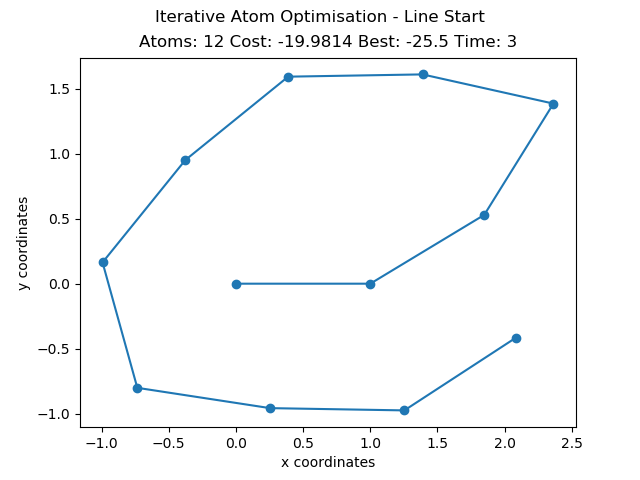 Iterative Atom Optimisation - Line Start
Atoms: 12 Cost: -19.9814 Best: -25.5 Time: 3
1.5
1.0
0.5
0.0
−0.5
−1.0
y coordinates
−1.0 −0.5 0.0 0.5 1.0 1.5 2.0 2.5
x coordinates